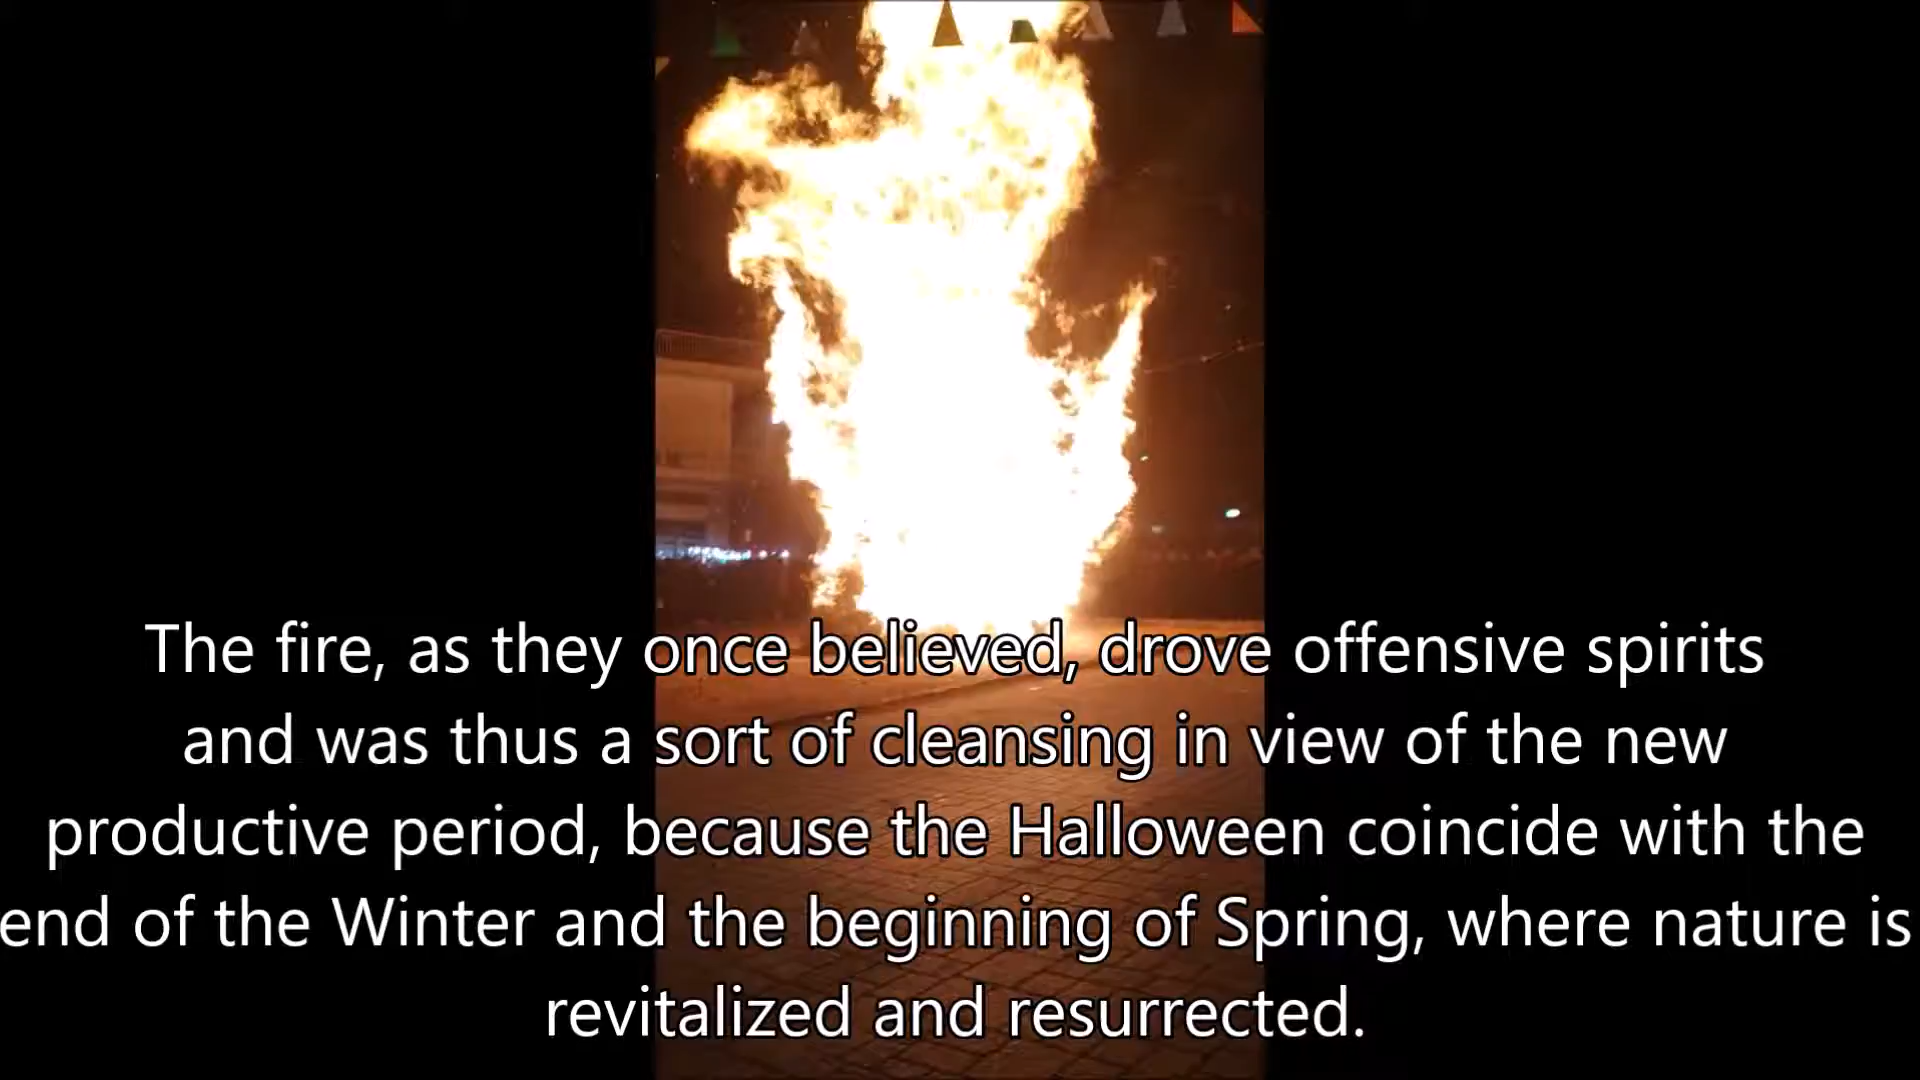 The fire, as they once believed, drove offensive spirits
and was thus a sort of cleansing in view of the new
productive period, because the Halloween coincide with the
end of the Winter and the beginning of Spring, where nature is
revitalized and resurrected.